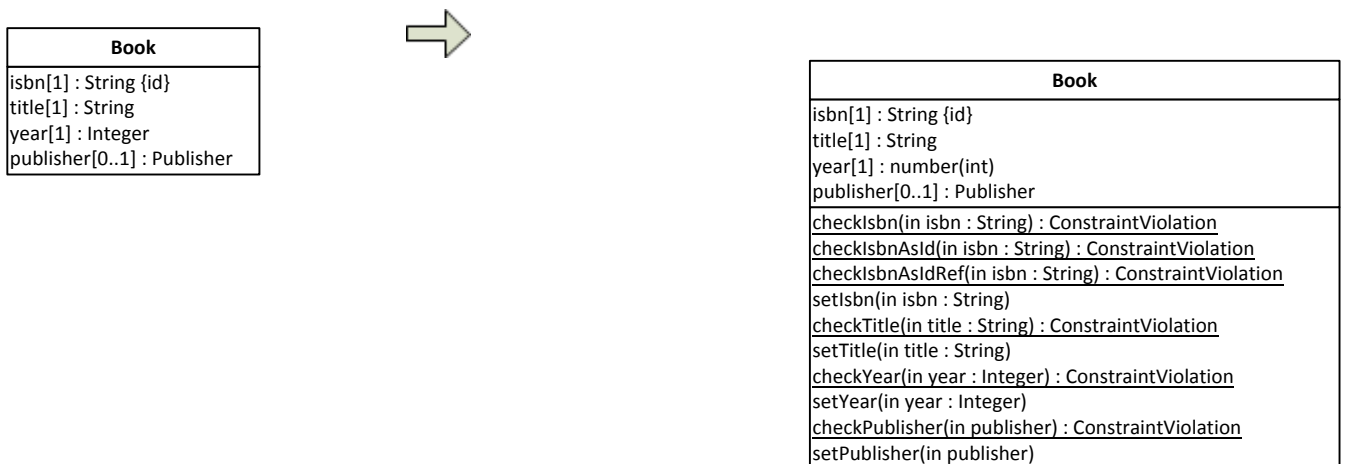 Book
isbn[1] : String {id}
title[1] : String
year[1] : Integer
publisher[0..1] : Publisher
Book
isbn[1] : String {id}
title[1] : String
year[1] : number(int)
publisher[0..1] : Publisher
checkIsbn(in isbn : String) : ConstraintViolation
checkIsbnAsId(in isbn : String) : ConstraintViolation
checkIsbnAsIdRef(in isbn : String) : ConstraintViolation
setIsbn(in isbn : String)
checkTitle(in title : String) : ConstraintViolation
setTitle(in title : String)
checkYear(in year : Integer) : ConstraintViolation
setYear(in year : Integer)
checkPublisher(in publisher) : ConstraintViolation
setPublisher(in publisher)